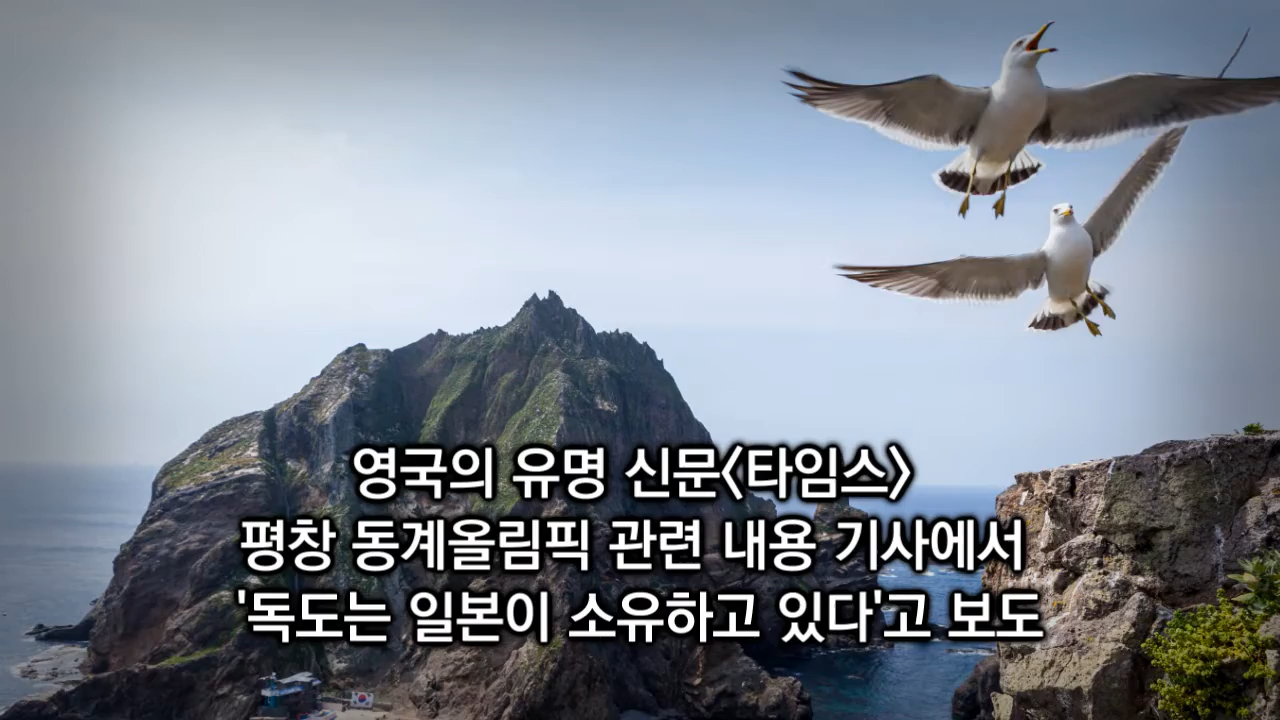 영국의 유명 신문<타임스>
평창 동계올림픽 관련 내용 기사에서
'독도는 일본이 소유하고 있다'고 보도